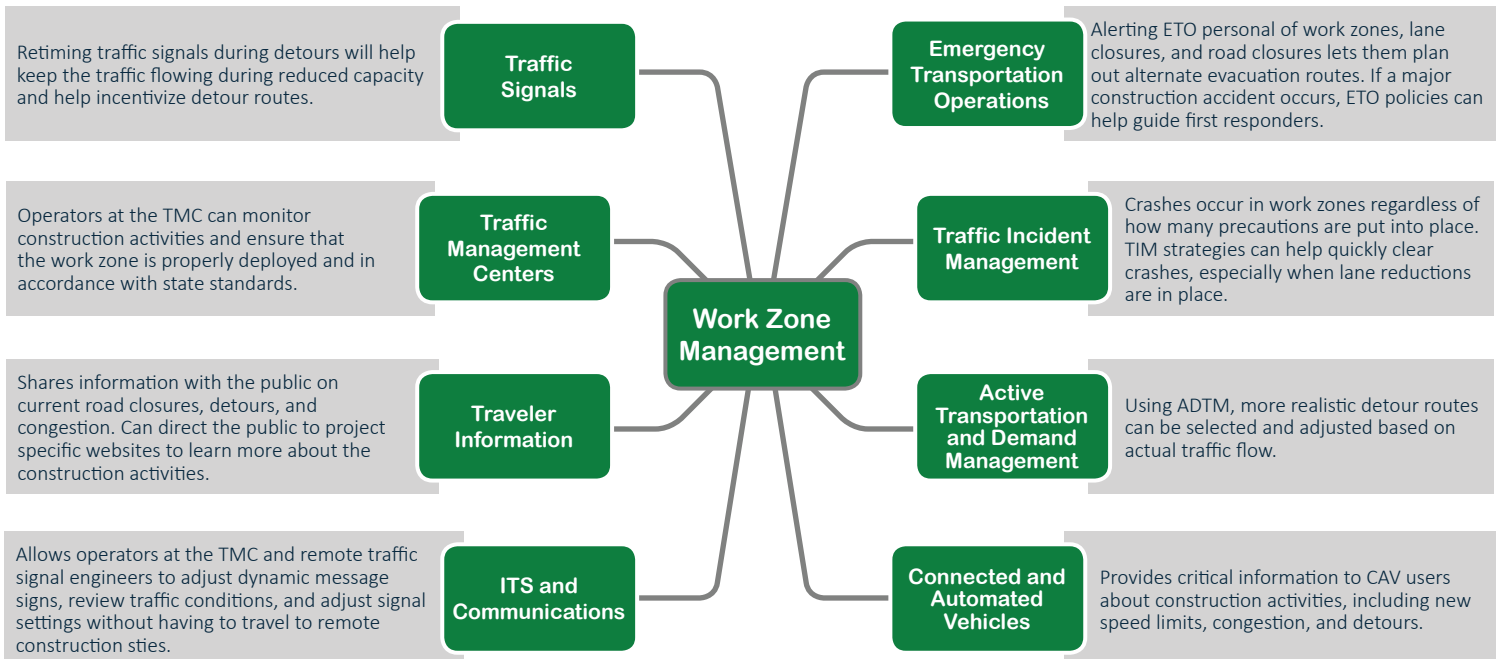 Retiming traffic signals during detours will help
keep the traffic flowing during reduced capacity
and help incentivize detour routes.
Traffic
Signals
Emergency
Transportation
Operations
Alerting ETO personal of work zones, lane
closures, and road closures lets them plan
out alternate evacuation routes. If a major
construction accident occurs, ETO policies can
help guide first responders.
Operators at the TMC can monitor
construction activities and ensure that
the work zone is properly deployed and in
accordance with state standards.
Traffic
Management
Centers
Traffic Incident
Management
Crashes occur in work zones regardless of
how many precautions are put into place.
TIM strategies can help quickly clear
crashes, especially when lane reductions
are in place.
Work Zone
Management
Shares information with the public on
current road closures, detours, and
congestion. Can direct the public to project
specific websites to learn more about the
construction activities.
Traveler
Information
Active
Transportation
and Demand
Management
Using ADTM, more realistic detour routes
can be selected and adjusted based on
actual traffic flow.
Allows operators at the TMC and remote traffic
signal engineers to adjust dynamic message
signs, review traffic conditions, and adjust signal
settings without having to travel to remote
construction sties.
ITS and
Communications
Connected and
Automated
Vehicles
Provides critical information to CAV users
about construction activities, including new
speed limits, congestion, and detours.